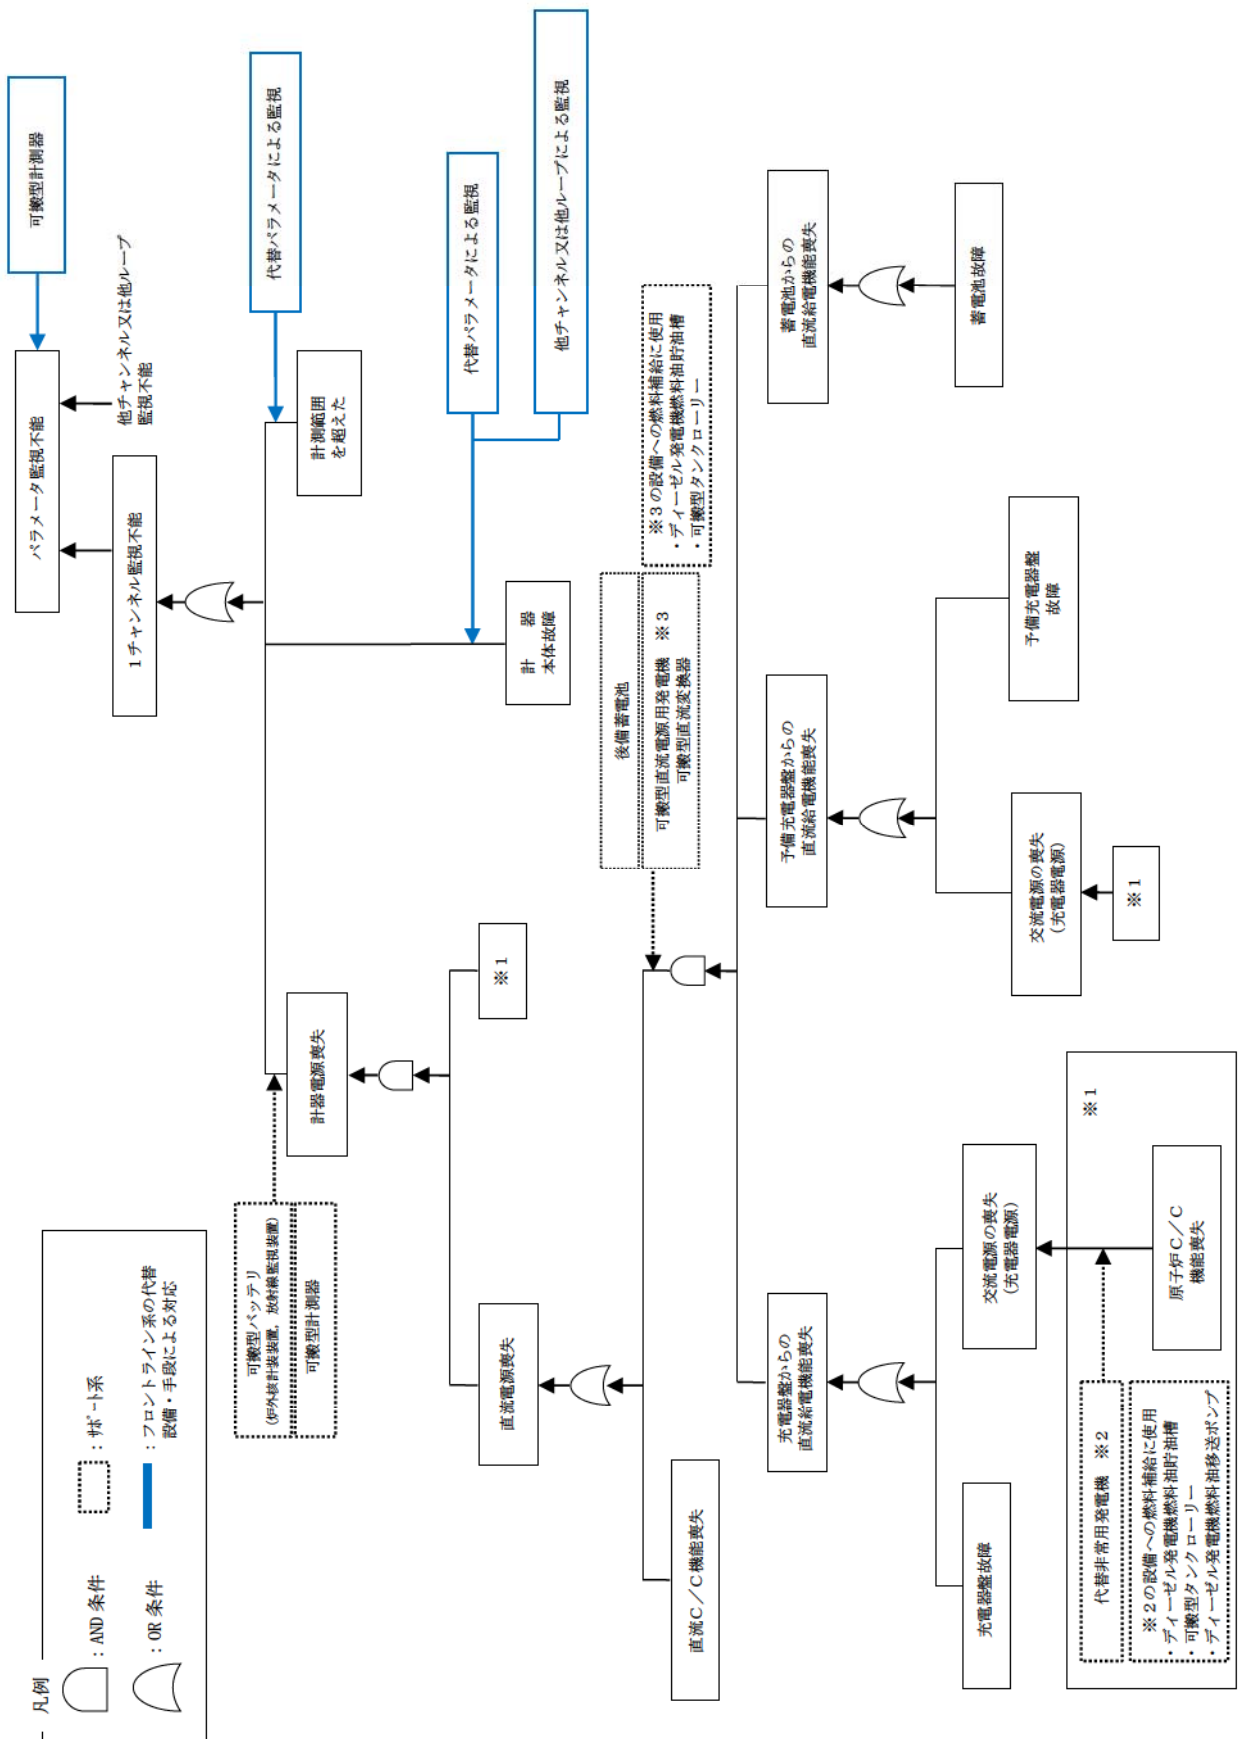 凡例
：AND 条件
：OR 条件
：ｻﾎﾟｰﾄ系
：フロントライン系の代替
設備・手段による対応
可搬型計測器
パラメータ監視不能
他チャンネル又は他ループ
監視不能
1チャンネル監視不能
代替パラメータによる監視
計測範囲
を超えた
代替パラメータによる監視
他チャンネル又は他ループによる監視
計　器
本体故障
可搬型バッテリ
(炉外核計装装置，放射線監視装置)
可搬型計測器
計器電源喪失
直流電源喪失
※1
後備蓄電池
可搬型直流電源用発電機　※3
可搬型直流変換器
※3の設備への燃料補給に使用
・ディーゼル発電機燃料油貯油槽
・可搬型タンクローリー
直流C／C機能喪失
充電器盤からの
直流給電機能喪失
予備充電器盤からの
直流給電機能喪失
蓄電池からの
直流給電機能喪失
充電器盤故障
交流電源の喪失
（充電器電源）
交流電源の喪失
（充電器電源）
予備充電器盤
故障
蓄電池故障
※1
※1
代替非常用発電機　※2
※2の設備への燃料補給に使用
・ディーゼル発電機燃料油貯油槽
・可搬型タンクローリー
・ディーゼル発電機燃料油移送ポンプ
原子炉C／C
機能喪失